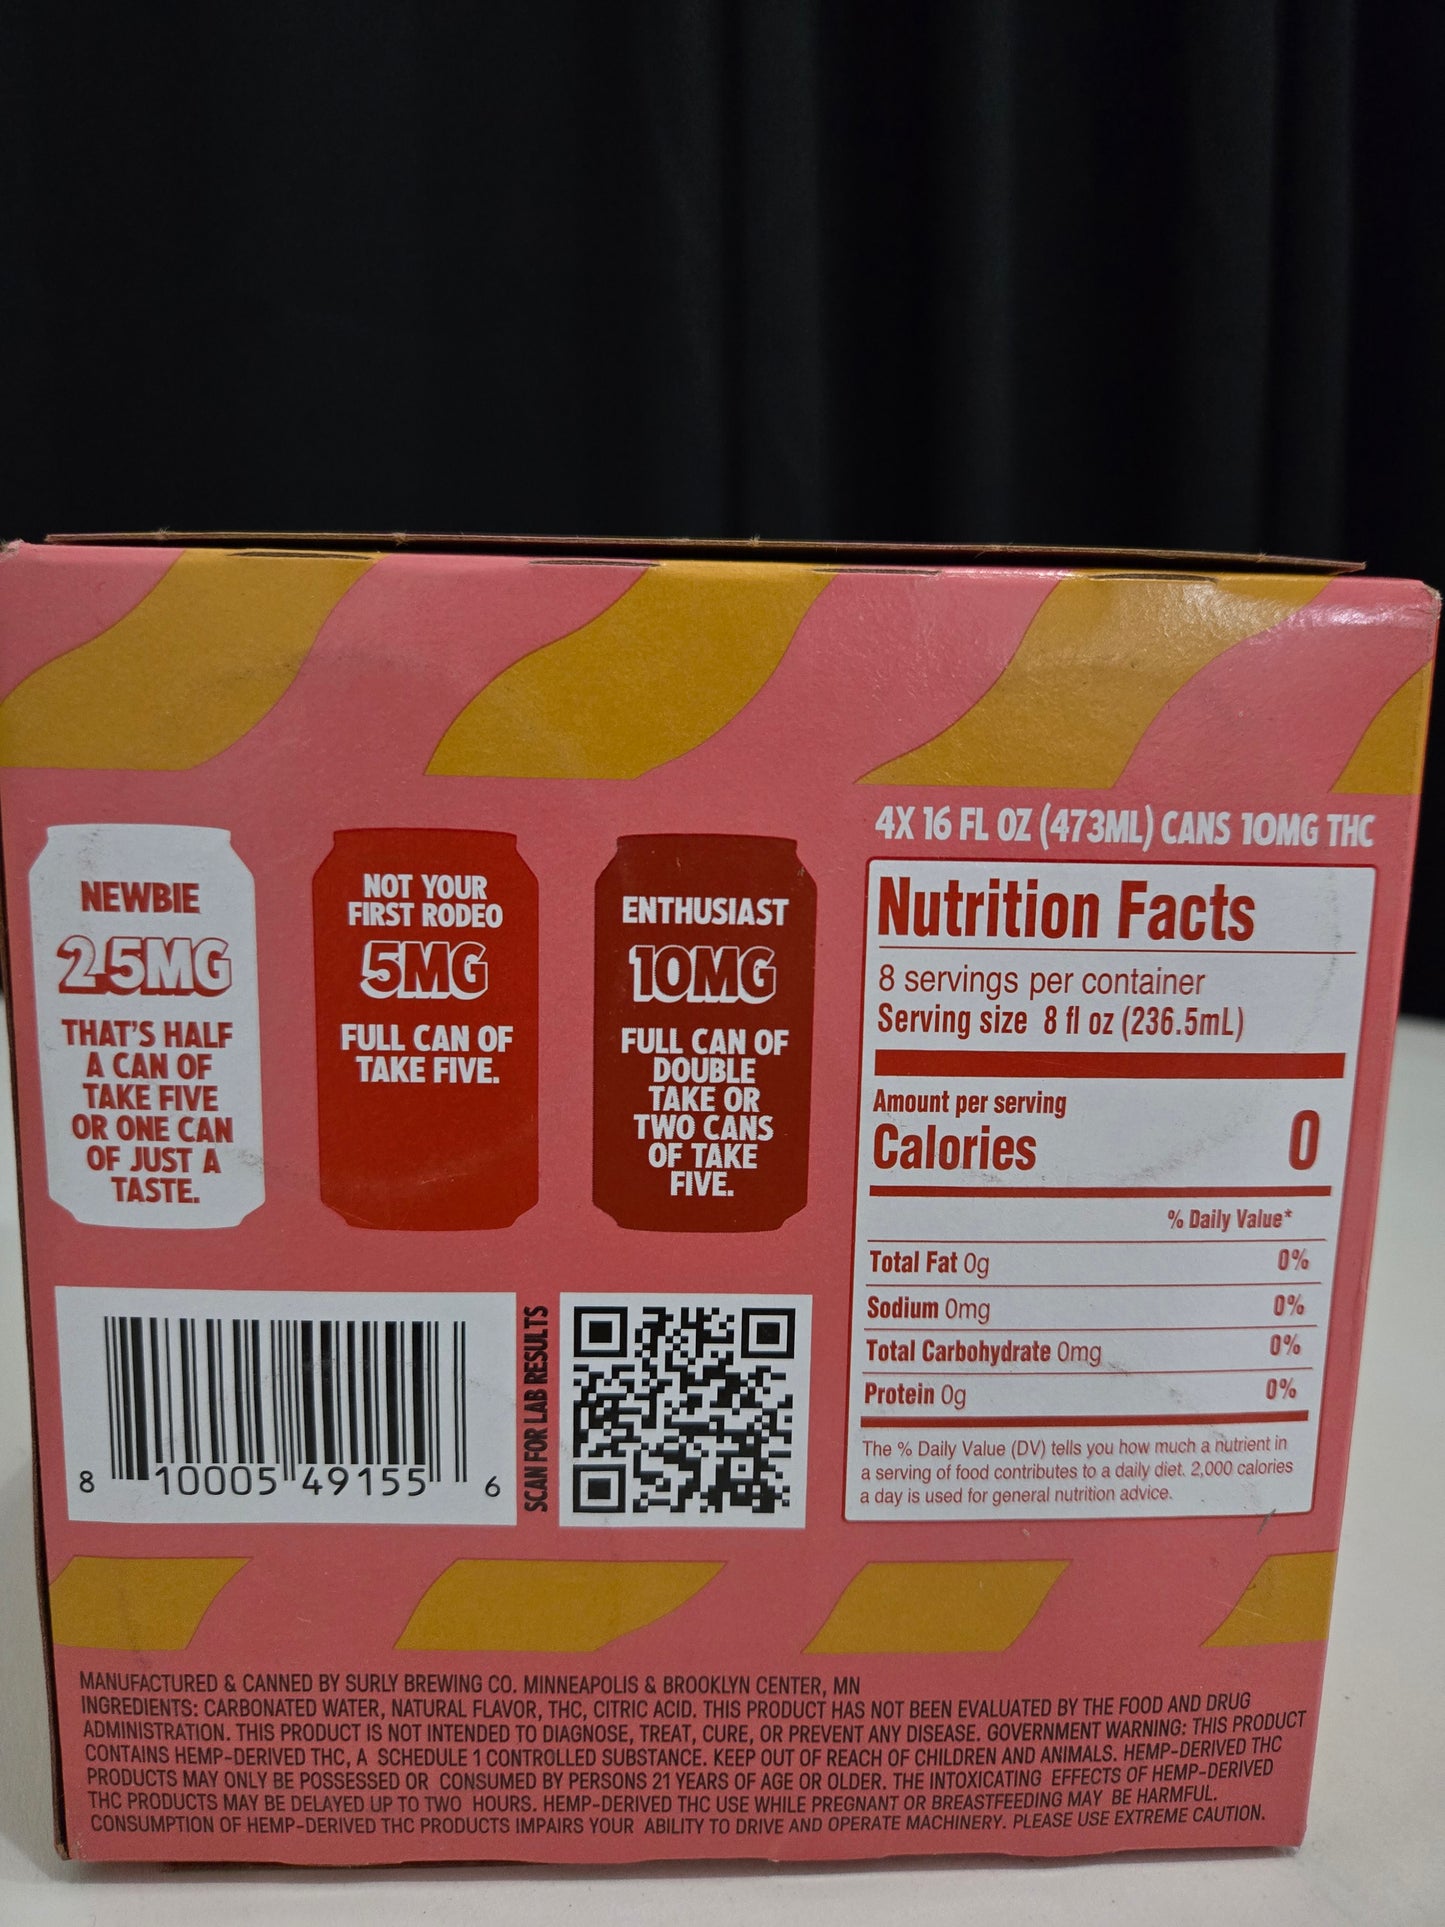 NEWBIE
2.5MG
THAT'S HALF
A CAN OF
TAKE FIVE
OR ONE CAN
OF JUST A
TASTE.
NOT YOUR
FIRST RODEO
5MG
FULL CAN OF
TAKE FIVE.
ENTHUSIAST
10MG
FULL CAN OF
DOUBLE
TAKE OR
TWO CANS
OF TAKE
FIVE.
4X 16 FL OZ (473ML) CANS 10MG THC
Nutrition Facts
8 servings per container
Serving size 8 fl oz (236.5mL)
Amount per serving
Calories 0
% Daily Value*
Total Fat 0g 0%
Sodium 0mg 0%
Total Carbohydrate 0mg 0%
Protein 0g 0%
The % Daily Value (DV) tells you how much a nutrient in
a serving of food contributes to a daily diet. 2,000 calories
a day is used for general nutrition advice.
8 10005 49155 6
SCAN FOR LAB RESULTS
MANUFACTURED & CANNED BY SURLY BREWING CO. MINNEAPOLIS & BROOKLYN CENTER, MN
INGREDIENTS: CARBONATED WATER, NATURAL FLAVOR, THC, CITRIC ACID. THIS PRODUCT HAS NOT BEEN EVALUATED BY THE FOOD AND DRUG
ADMINISTRATION. THIS PRODUCT IS NOT INTENDED TO DIAGNOSE, TREAT, CURE, OR PREVENT ANY DISEASE. GOVERNMENT WARNING: THIS PRODUCT
CONTAINS HEMP-DERIVED THC, A SCHEDULE 1 CONTROLLED SUBSTANCE. KEEP OUT OF REACH OF CHILDREN AND ANIMALS. HEMP-DERIVED THC
PRODUCTS MAY ONLY BE POSSESSED OR CONSUMED BY PERSONS 21 YEARS OF AGE OR OLDER. THE INTOXICATING EFFECTS OF HEMP-DERIVED
THC PRODUCTS MAY BE DELAYED UP TO TWO HOURS. HEMP-DERIVED THC USE WHILE PREGNANT OR BREASTFEEDING MAY BE HARMFUL.
CONSUMPTION OF HEMP-DERIVED THC PRODUCTS IMPAIRS YOUR ABILITY TO DRIVE AND OPERATE MACHINERY. PLEASE USE EXTREME CAUTION.